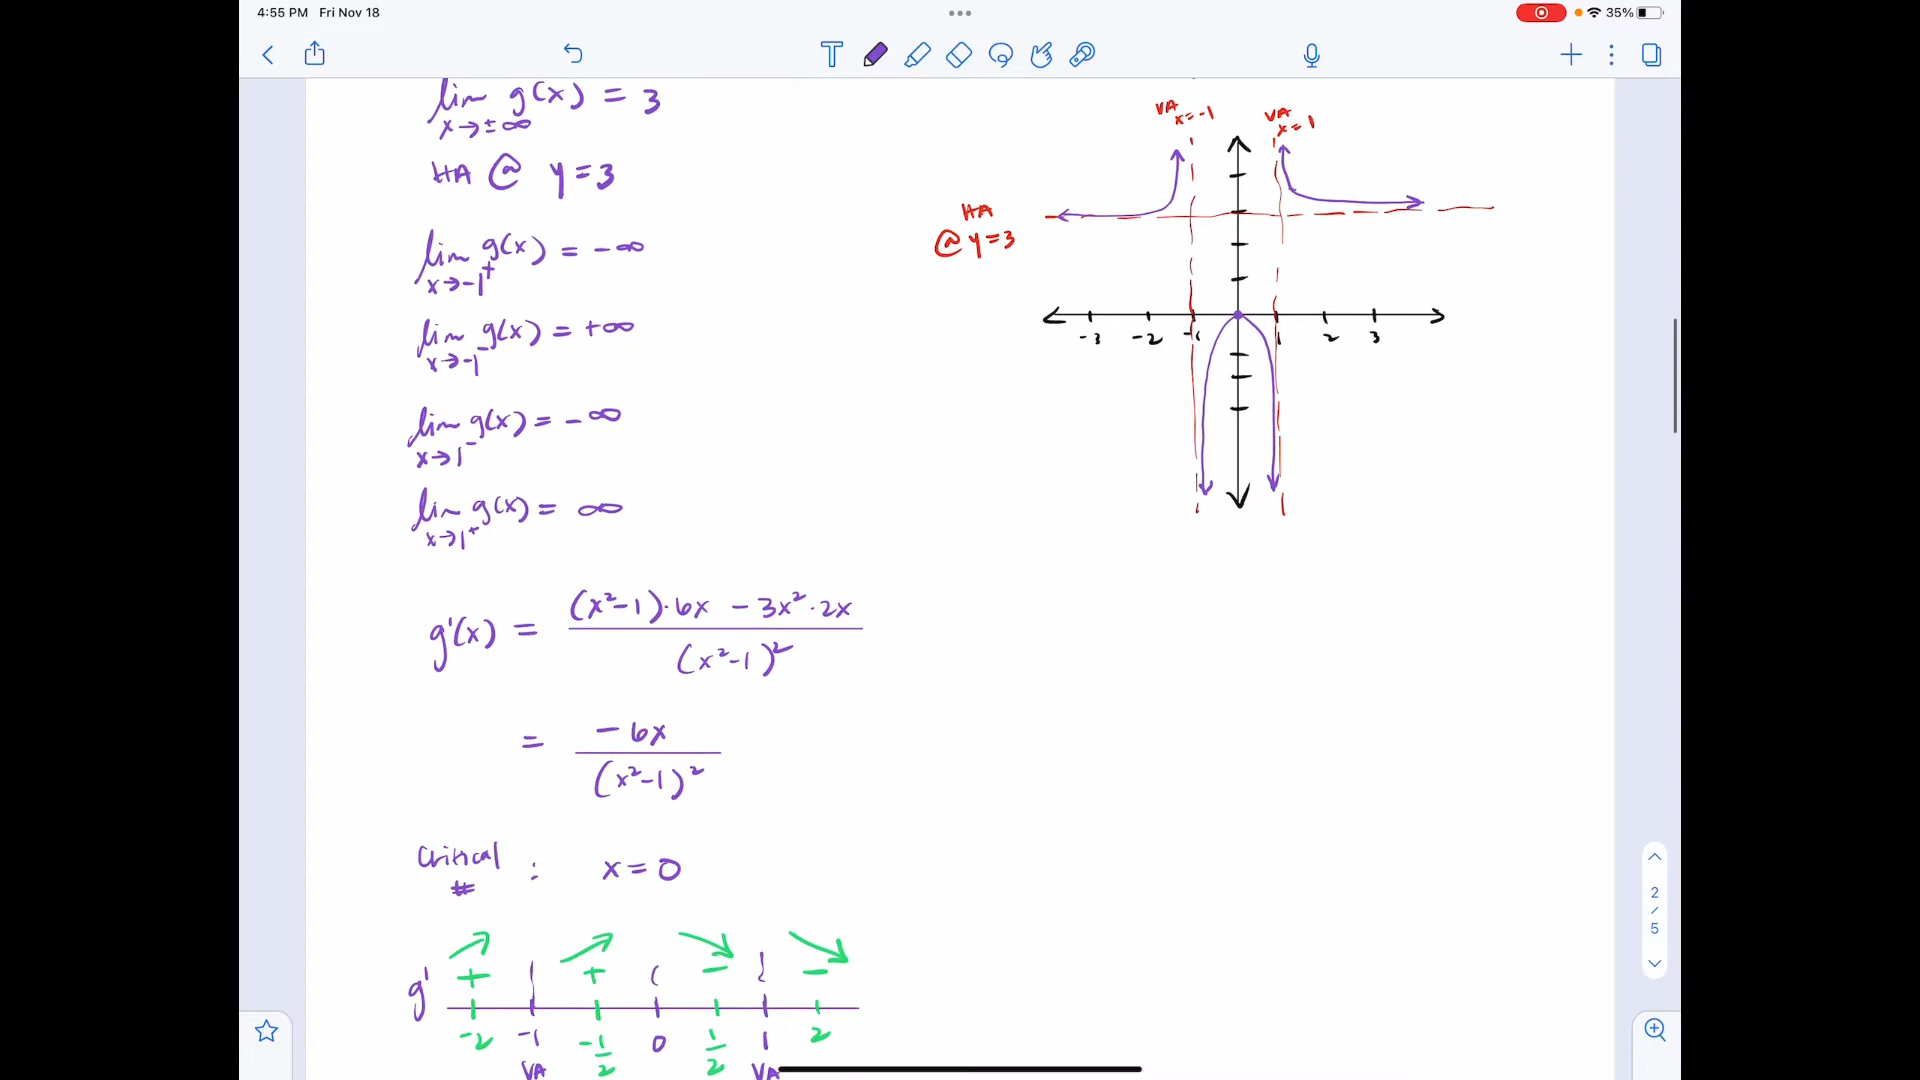 4:55 PM Fri Nov 18
35%
lim g(x) = 3
x→±∞
HA @ y=3
lim g(x) = -∞
x→-1⁺
lim g(x) = +∞
x→-1⁻
lim g(x) = -∞
x→1⁻
lim g(x) = ∞
x→1⁺
g'(x) = (x²-1)·6x - 3x²·2x
(x²-1)²
= -6x
(x²-1)²
Critical
# : x=0
+ + - -
g'
-2 -1 -1/2 0 1/2 1 2
VA VA
VA
x=-1
VA
x=1
HA
@ y=3
-3 -2 -1 1 2 3
2
/
5